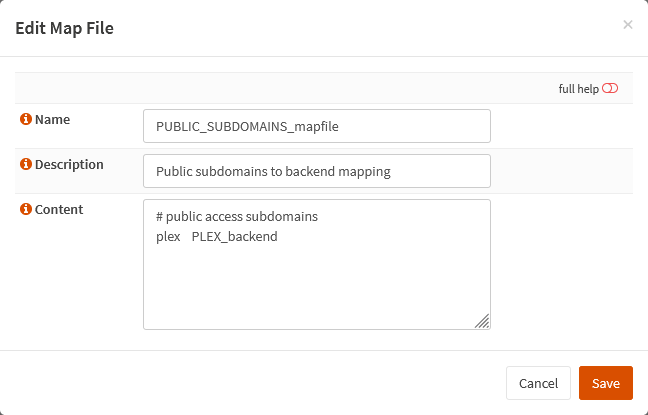 Edit Map File
×
full help
Name
PUBLIC_SUBDOMAINS_mapfile
Description
Public subdomains to backend mapping
Content
# public access subdomains
plex PLEX_backend
Cancel Save